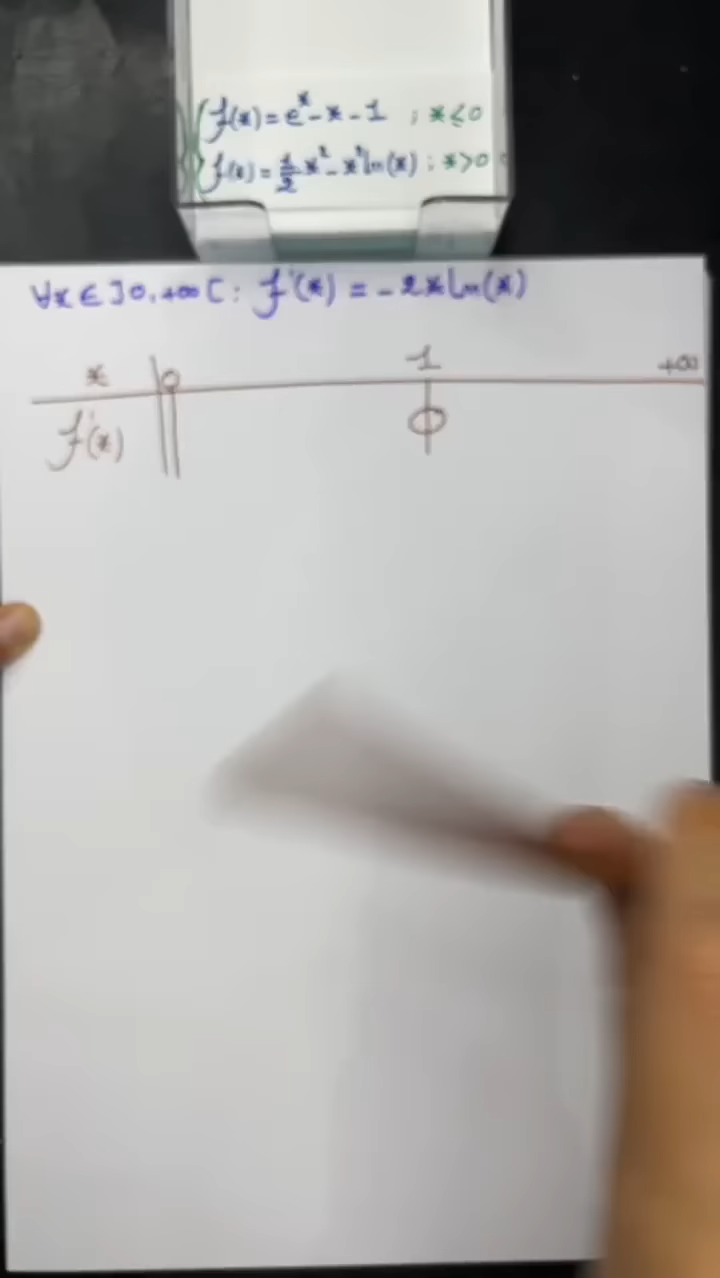 f(x) = e^x - x - 1 ; x ≤ 0
f(x) = 1/2 x² - x² ln(x) ; x > 0
∀x ∈ ]0, +∞[ : f'(x) = -2x ln(x)
x 0 1 +∞
f'(x) || 0